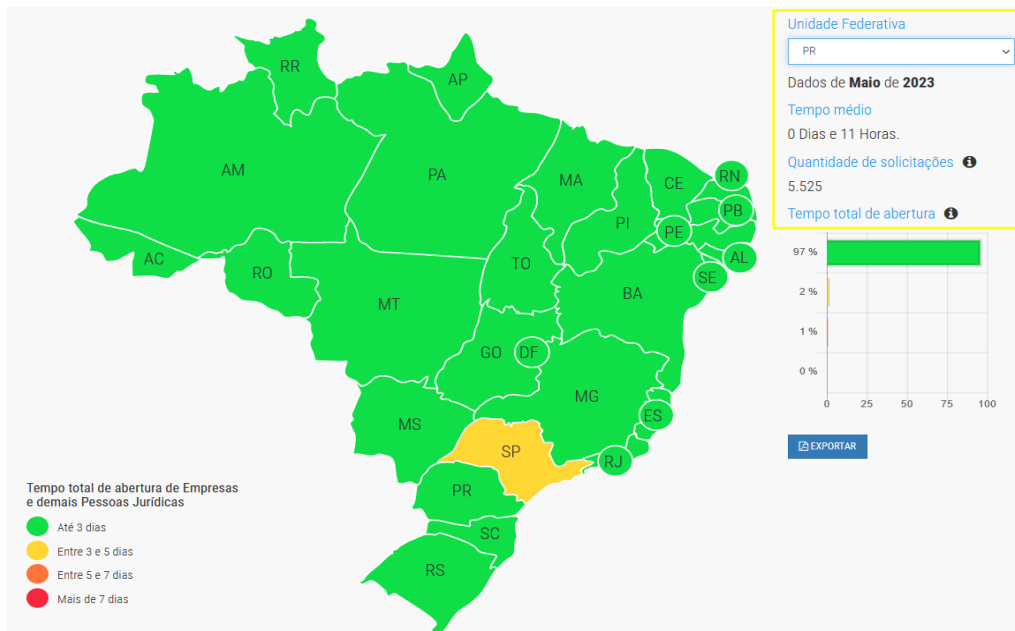 RR
AP
AM
PA
MA
CE
RN
PI
PB
PE
AC
RO
TO
AL
SE
BA
MT
GO
DF
MG
MS
ES
SP
RJ
PR
SC
RS
Tempo total de abertura de Empresas
e demais Pessoas Jurídicas
Até 3 dias
Entre 3 e 5 dias
Entre 5 e 7 dias
Mais de 7 dias
Unidade Federativa
PR
Dados de Maio de 2023
Tempo médio
0 Dias e 11 Horas.
Quantidade de solicitações
5.525
Tempo total de abertura
97 %
2 %
1 %
0 %
0 25 50 75 100
EXPORTAR